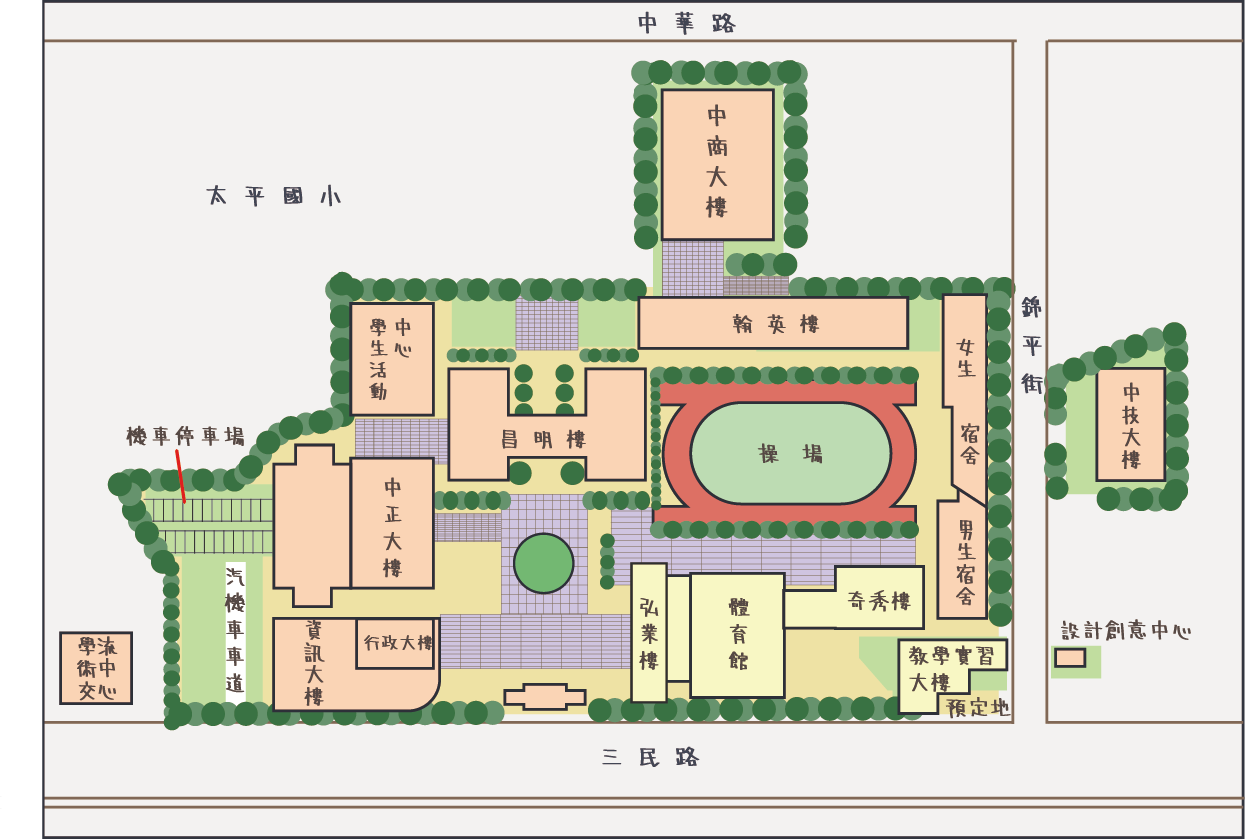 中華路
中商大樓
太平國小
錦平街
學生活動中心
翰英樓
女生宿舍
中技大樓
機車停車場
昌明樓
操場
中正大樓
男生宿舍
汽機車車道
弘業樓
體育館
奇秀樓
學術交流中心
資訊大樓
行政大樓
教學實習大樓
預定地
設計創意中心
三民路